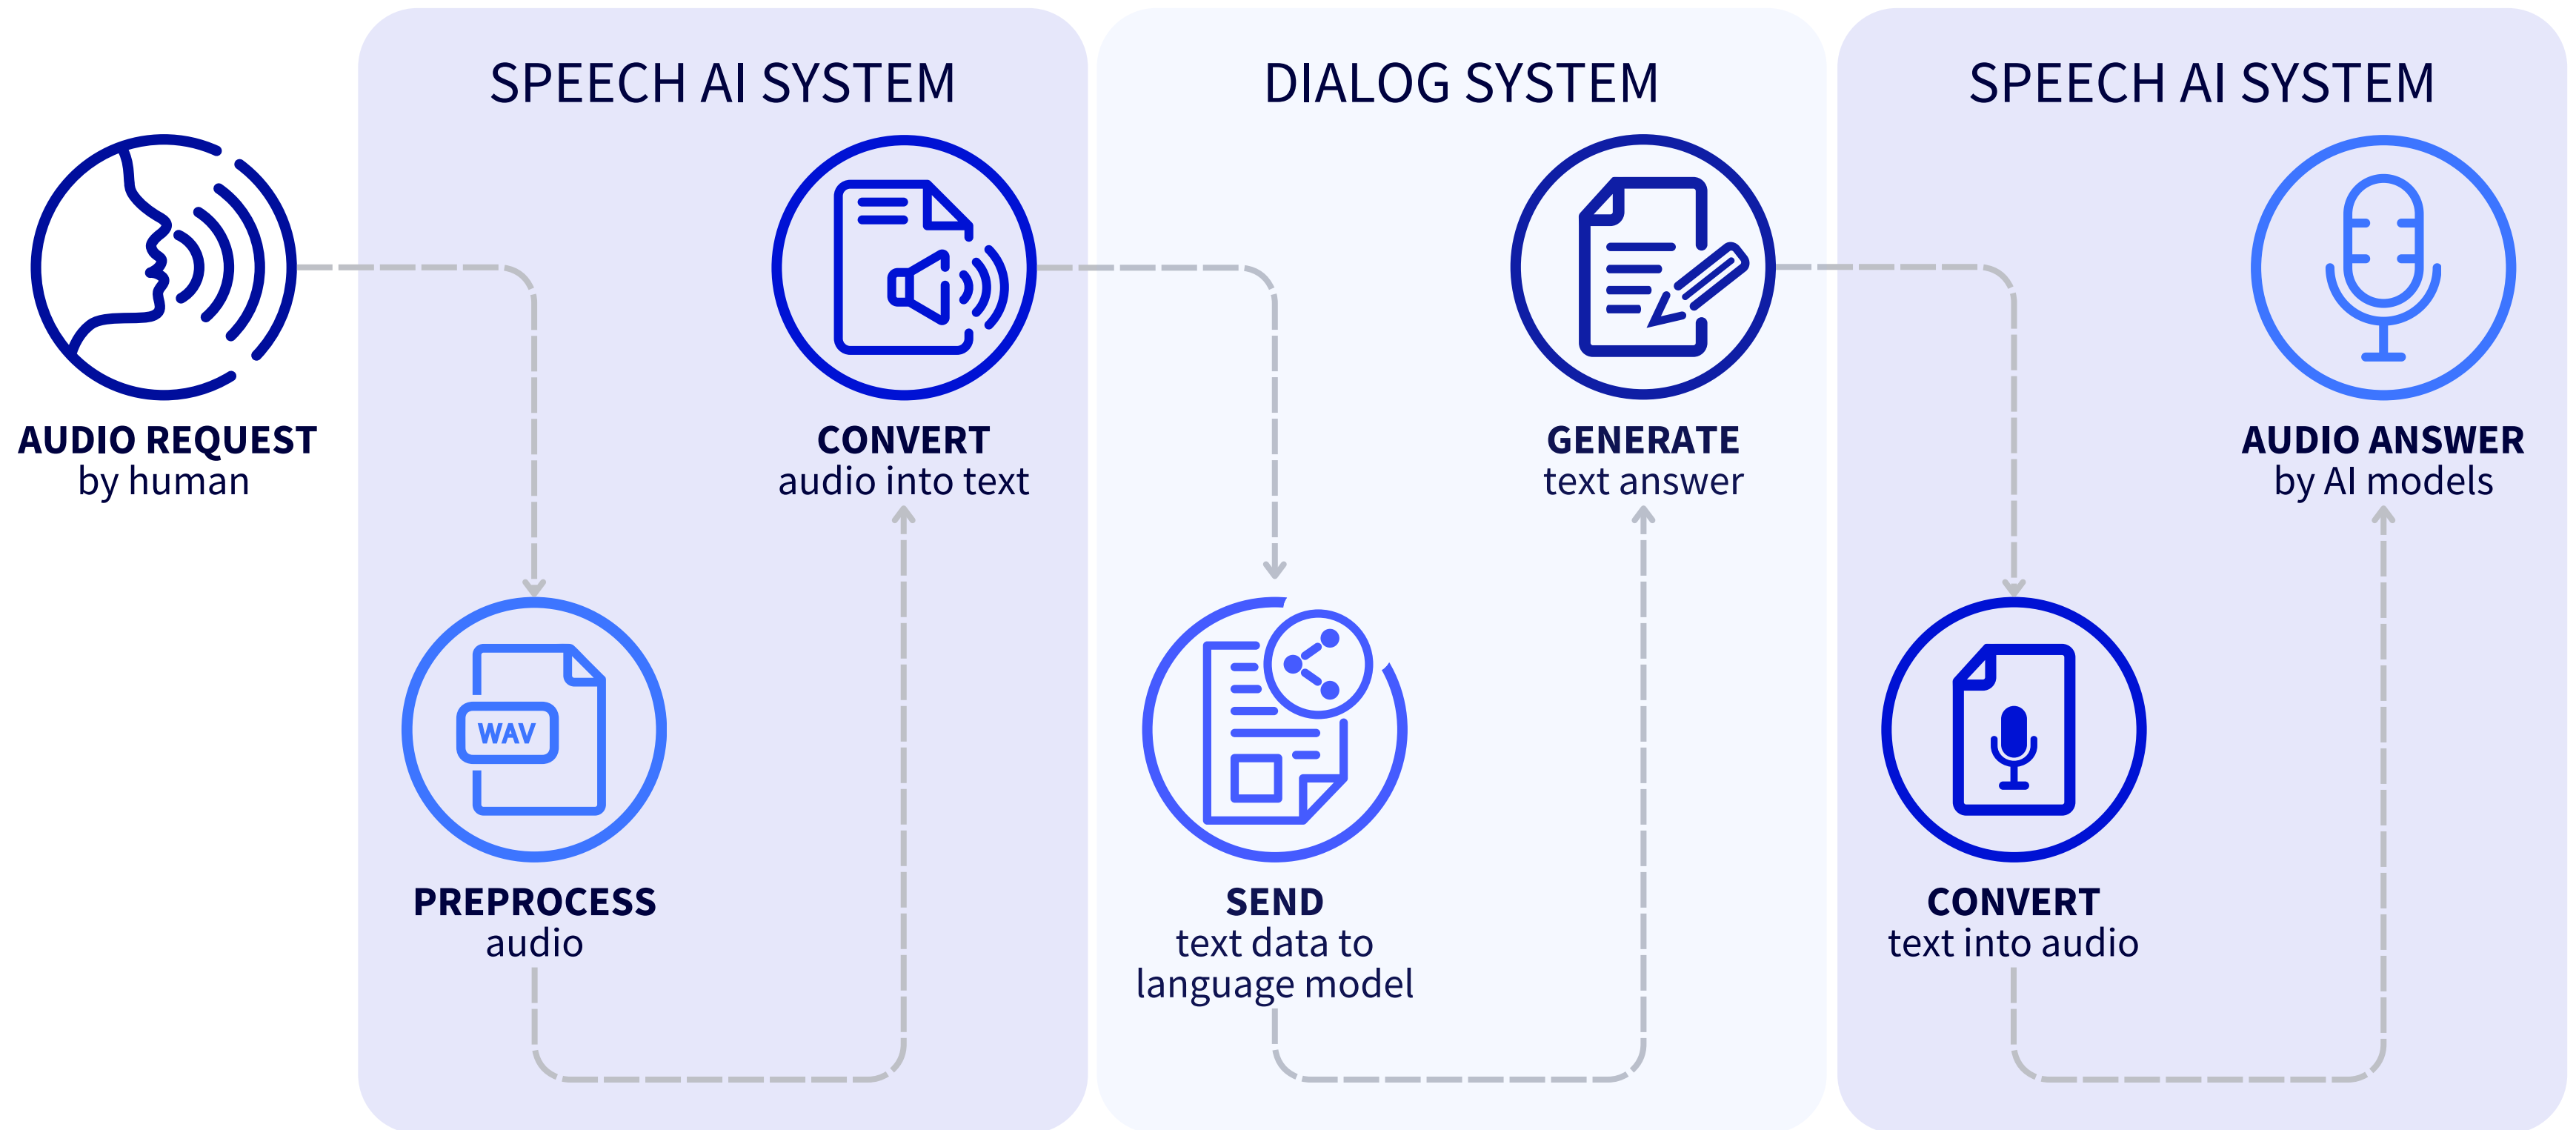 SPEECH AI SYSTEM
DIALOG SYSTEM
SPEECH AI SYSTEM
AUDIO REQUEST
by human
PREPROCESS
audio
WAV
CONVERT
audio into text
SEND
text data to
language model
GENERATE
text answer
CONVERT
text into audio
AUDIO ANSWER
by AI models